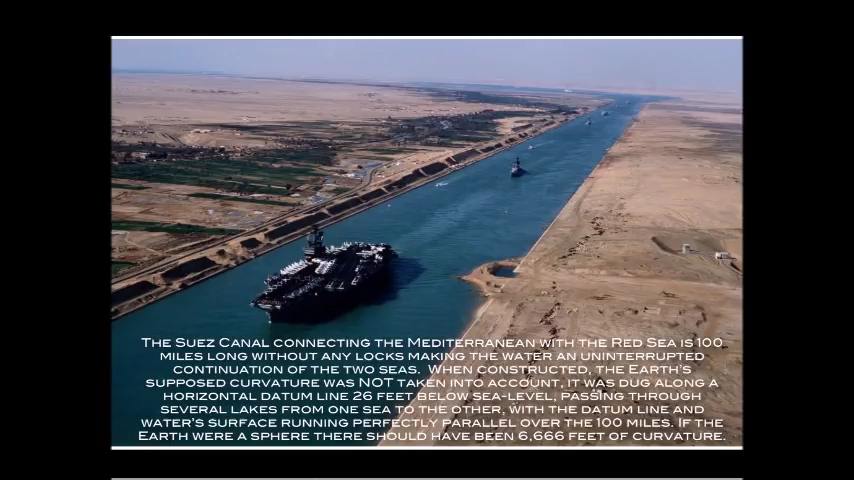 The Suez Canal connecting the Mediterranean with the Red Sea is 100
miles long without any locks making the water an uninterrupted
continuation of the two seas. When constructed, the Earth's
supposed curvature was NOT taken into account, it was dug along a
horizontal datum line 26 feet below sea-level, passing through
several lakes from one sea to the other, with the datum line and
water's surface running perfectly parallel over the 100 miles. If the
Earth were a sphere there should have been 6,666 feet of curvature.